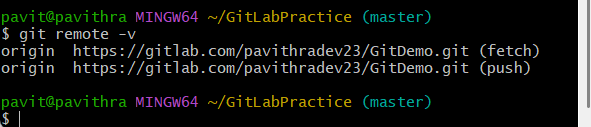 pavit@pavithra MINGW64 ~/GitLabPractice (master)
$ git remote -v
origin  https://gitlab.com/pavithradev23/GitDemo.git (fetch)
origin  https://gitlab.com/pavithradev23/GitDemo.git (push)
pavit@pavithra MINGW64 ~/GitLabPractice (master)
$